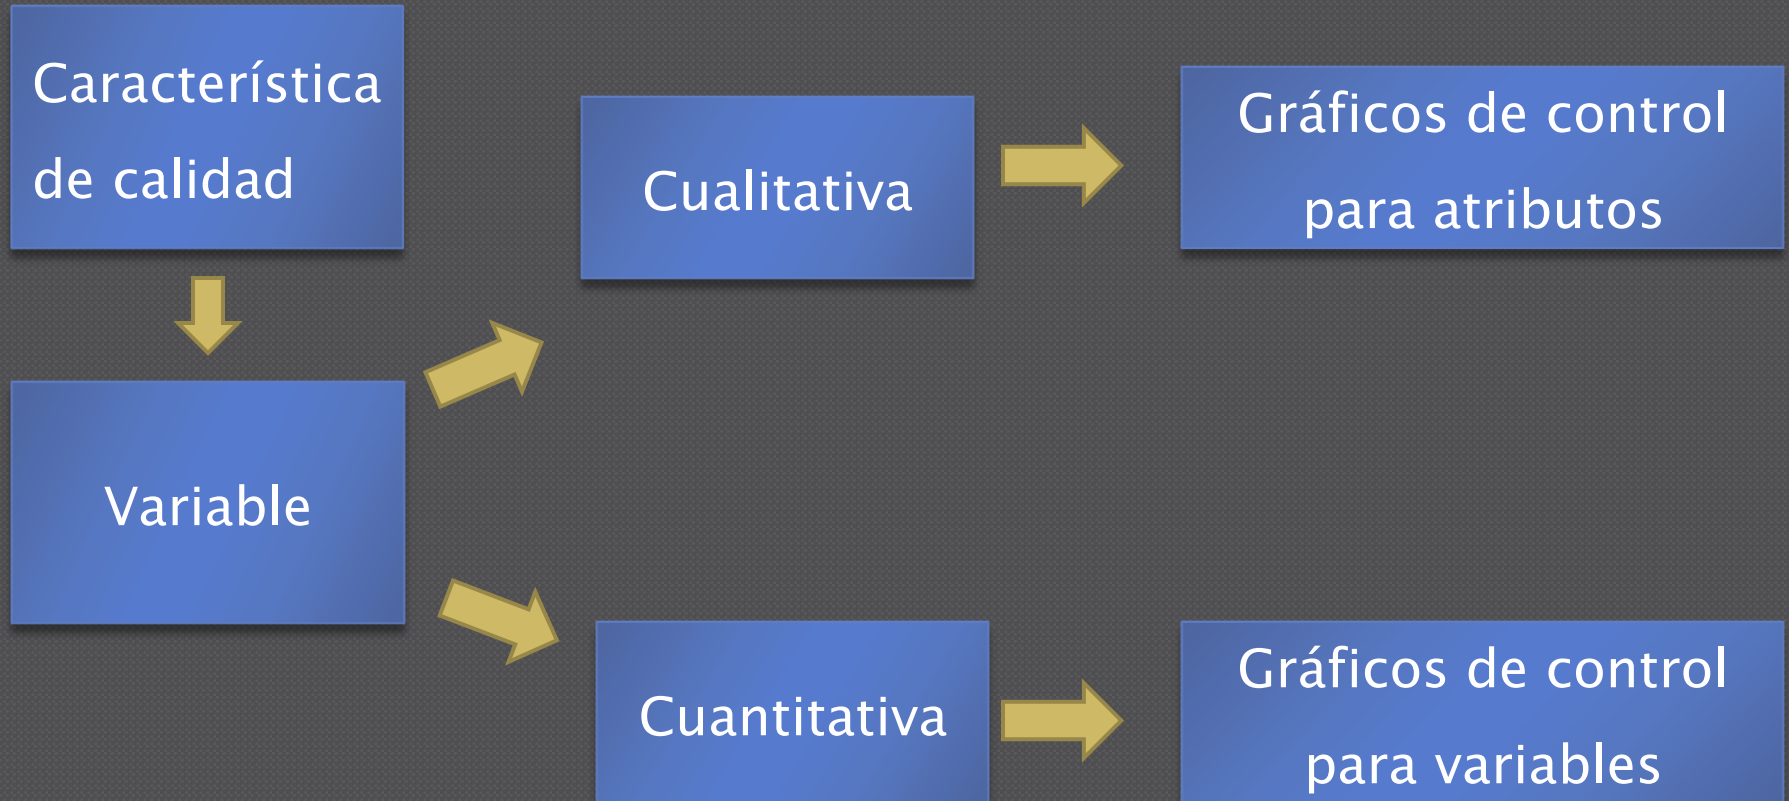 Característica
de calidad
Variable
Cualitativa
Gráficos de control
para atributos
Cuantitativa
Gráficos de control
para variables